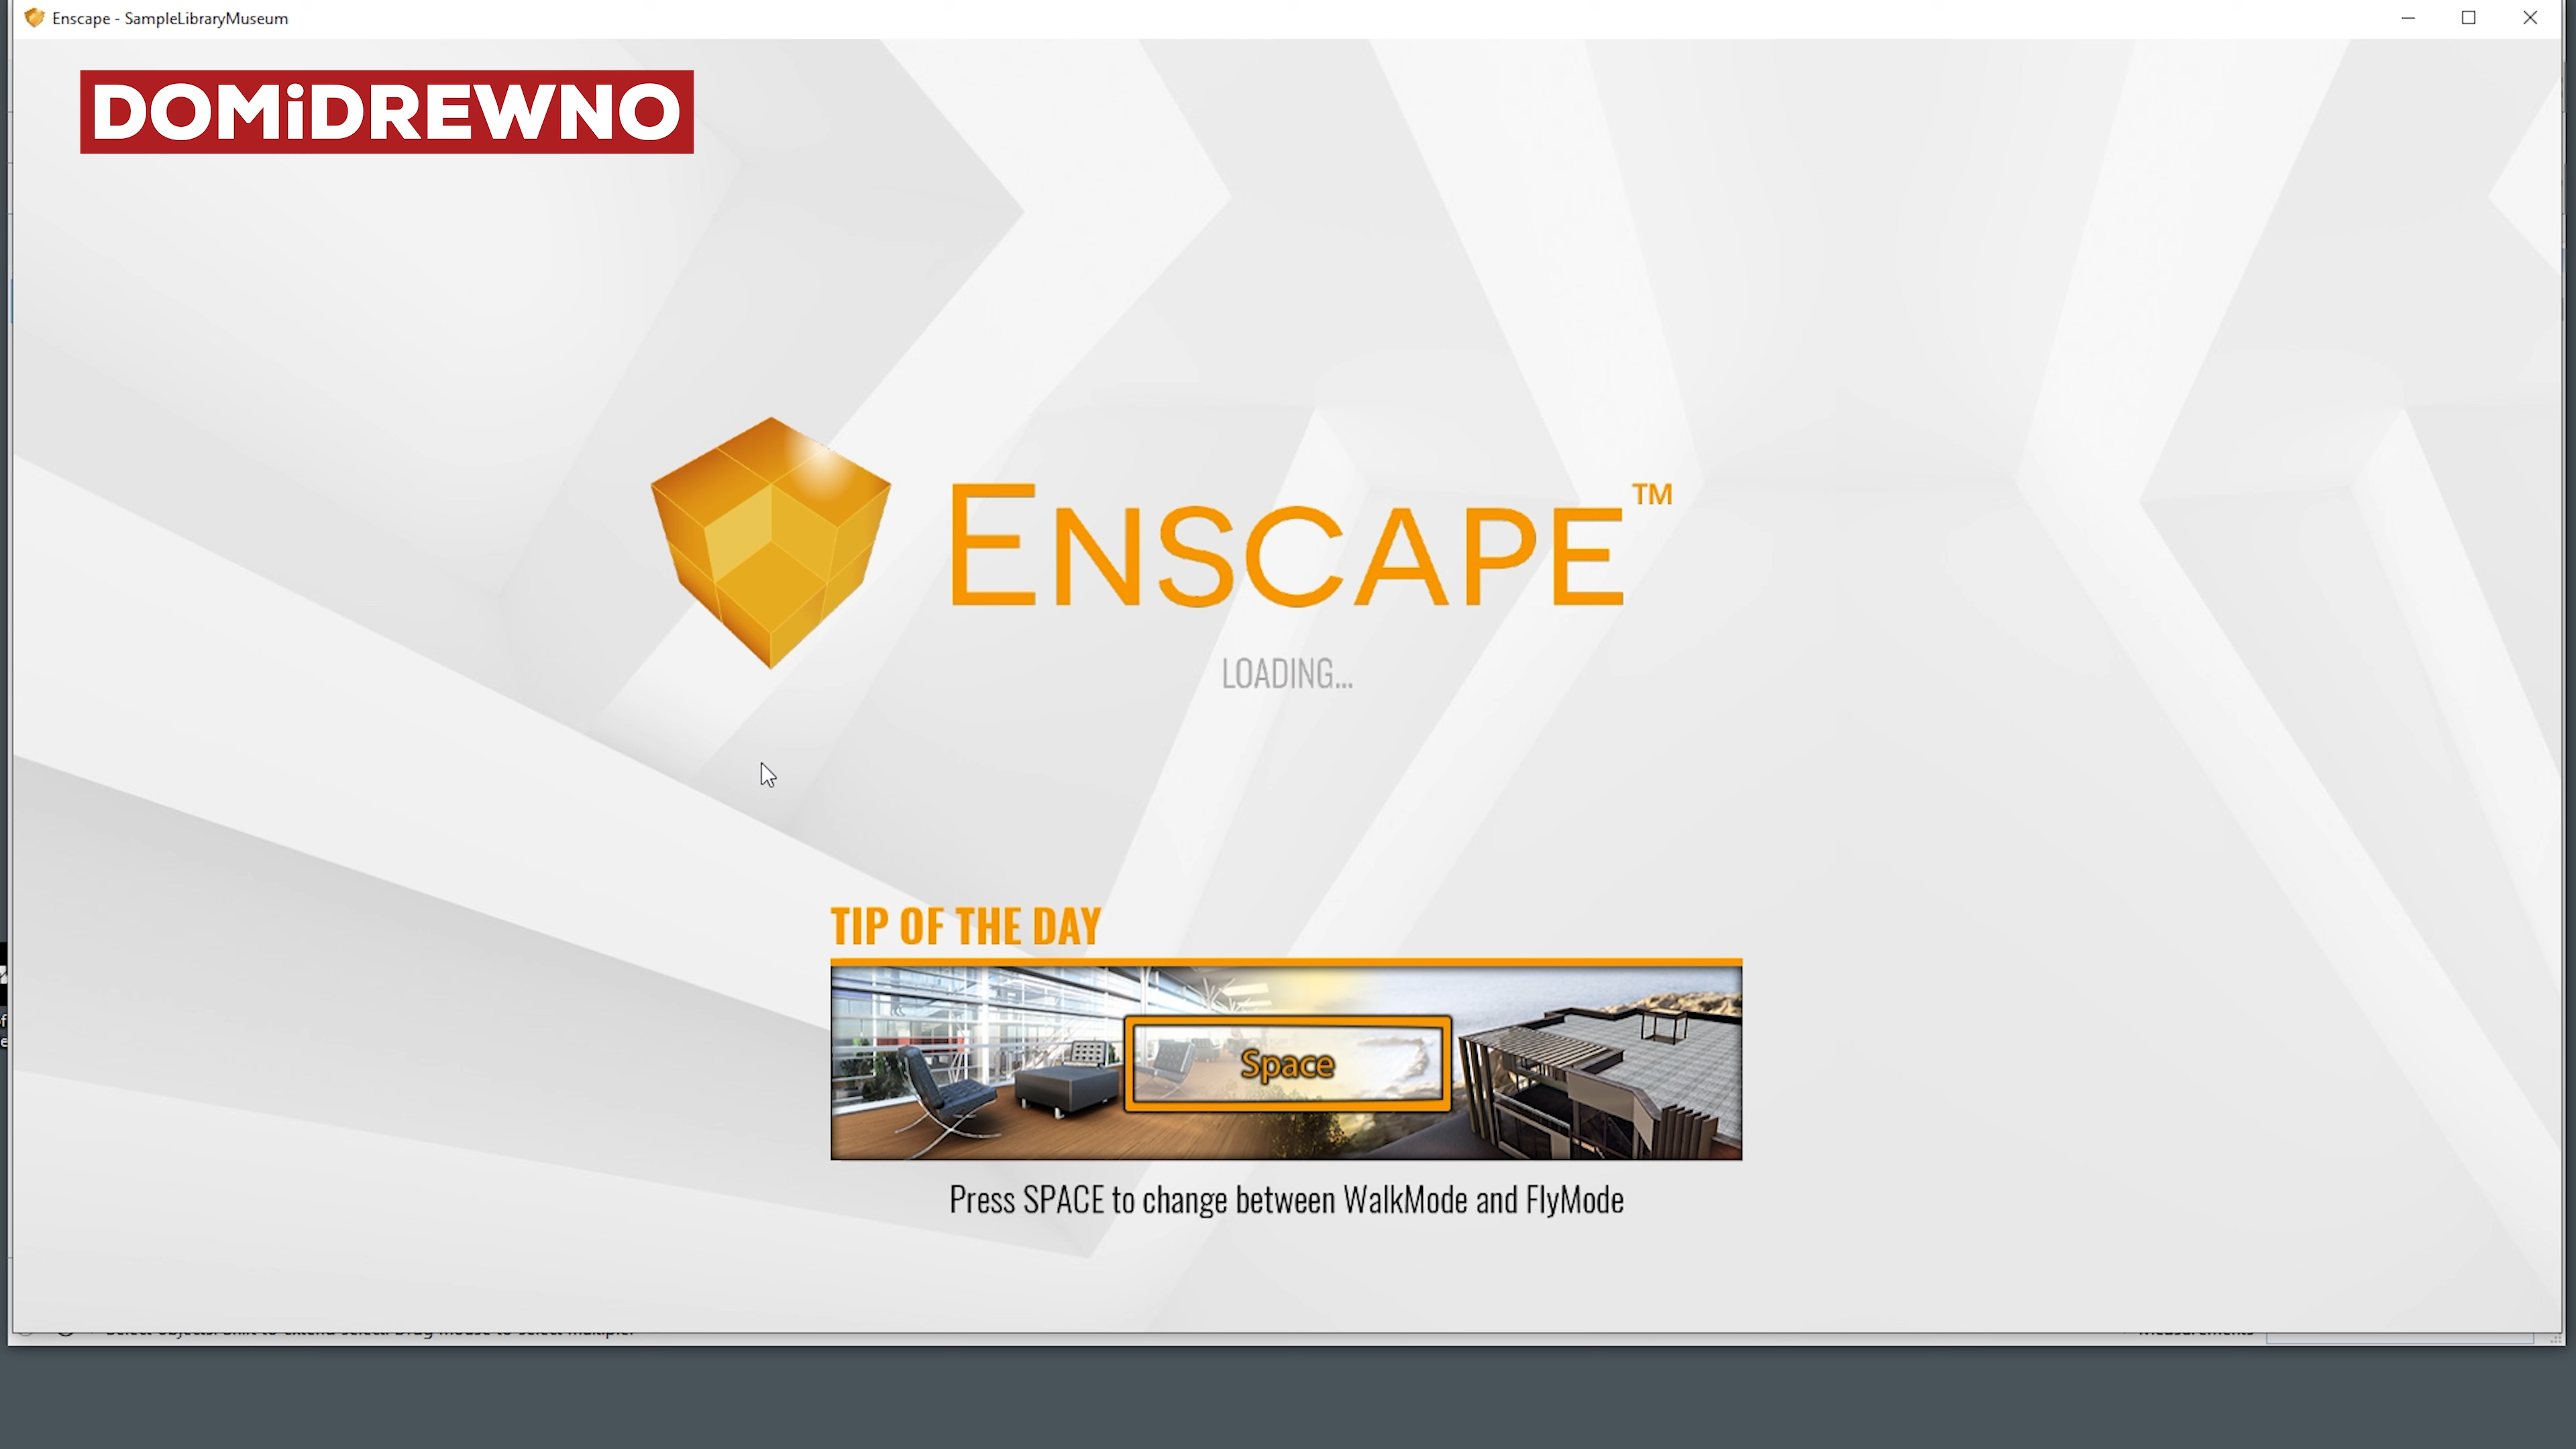 Enscape - SampleLibraryMuseum
DOMiDREWNO
ENSCAPE™
LOADING...
TIP OF THE DAY
Space
Press SPACE to change between WalkMode and FlyMode